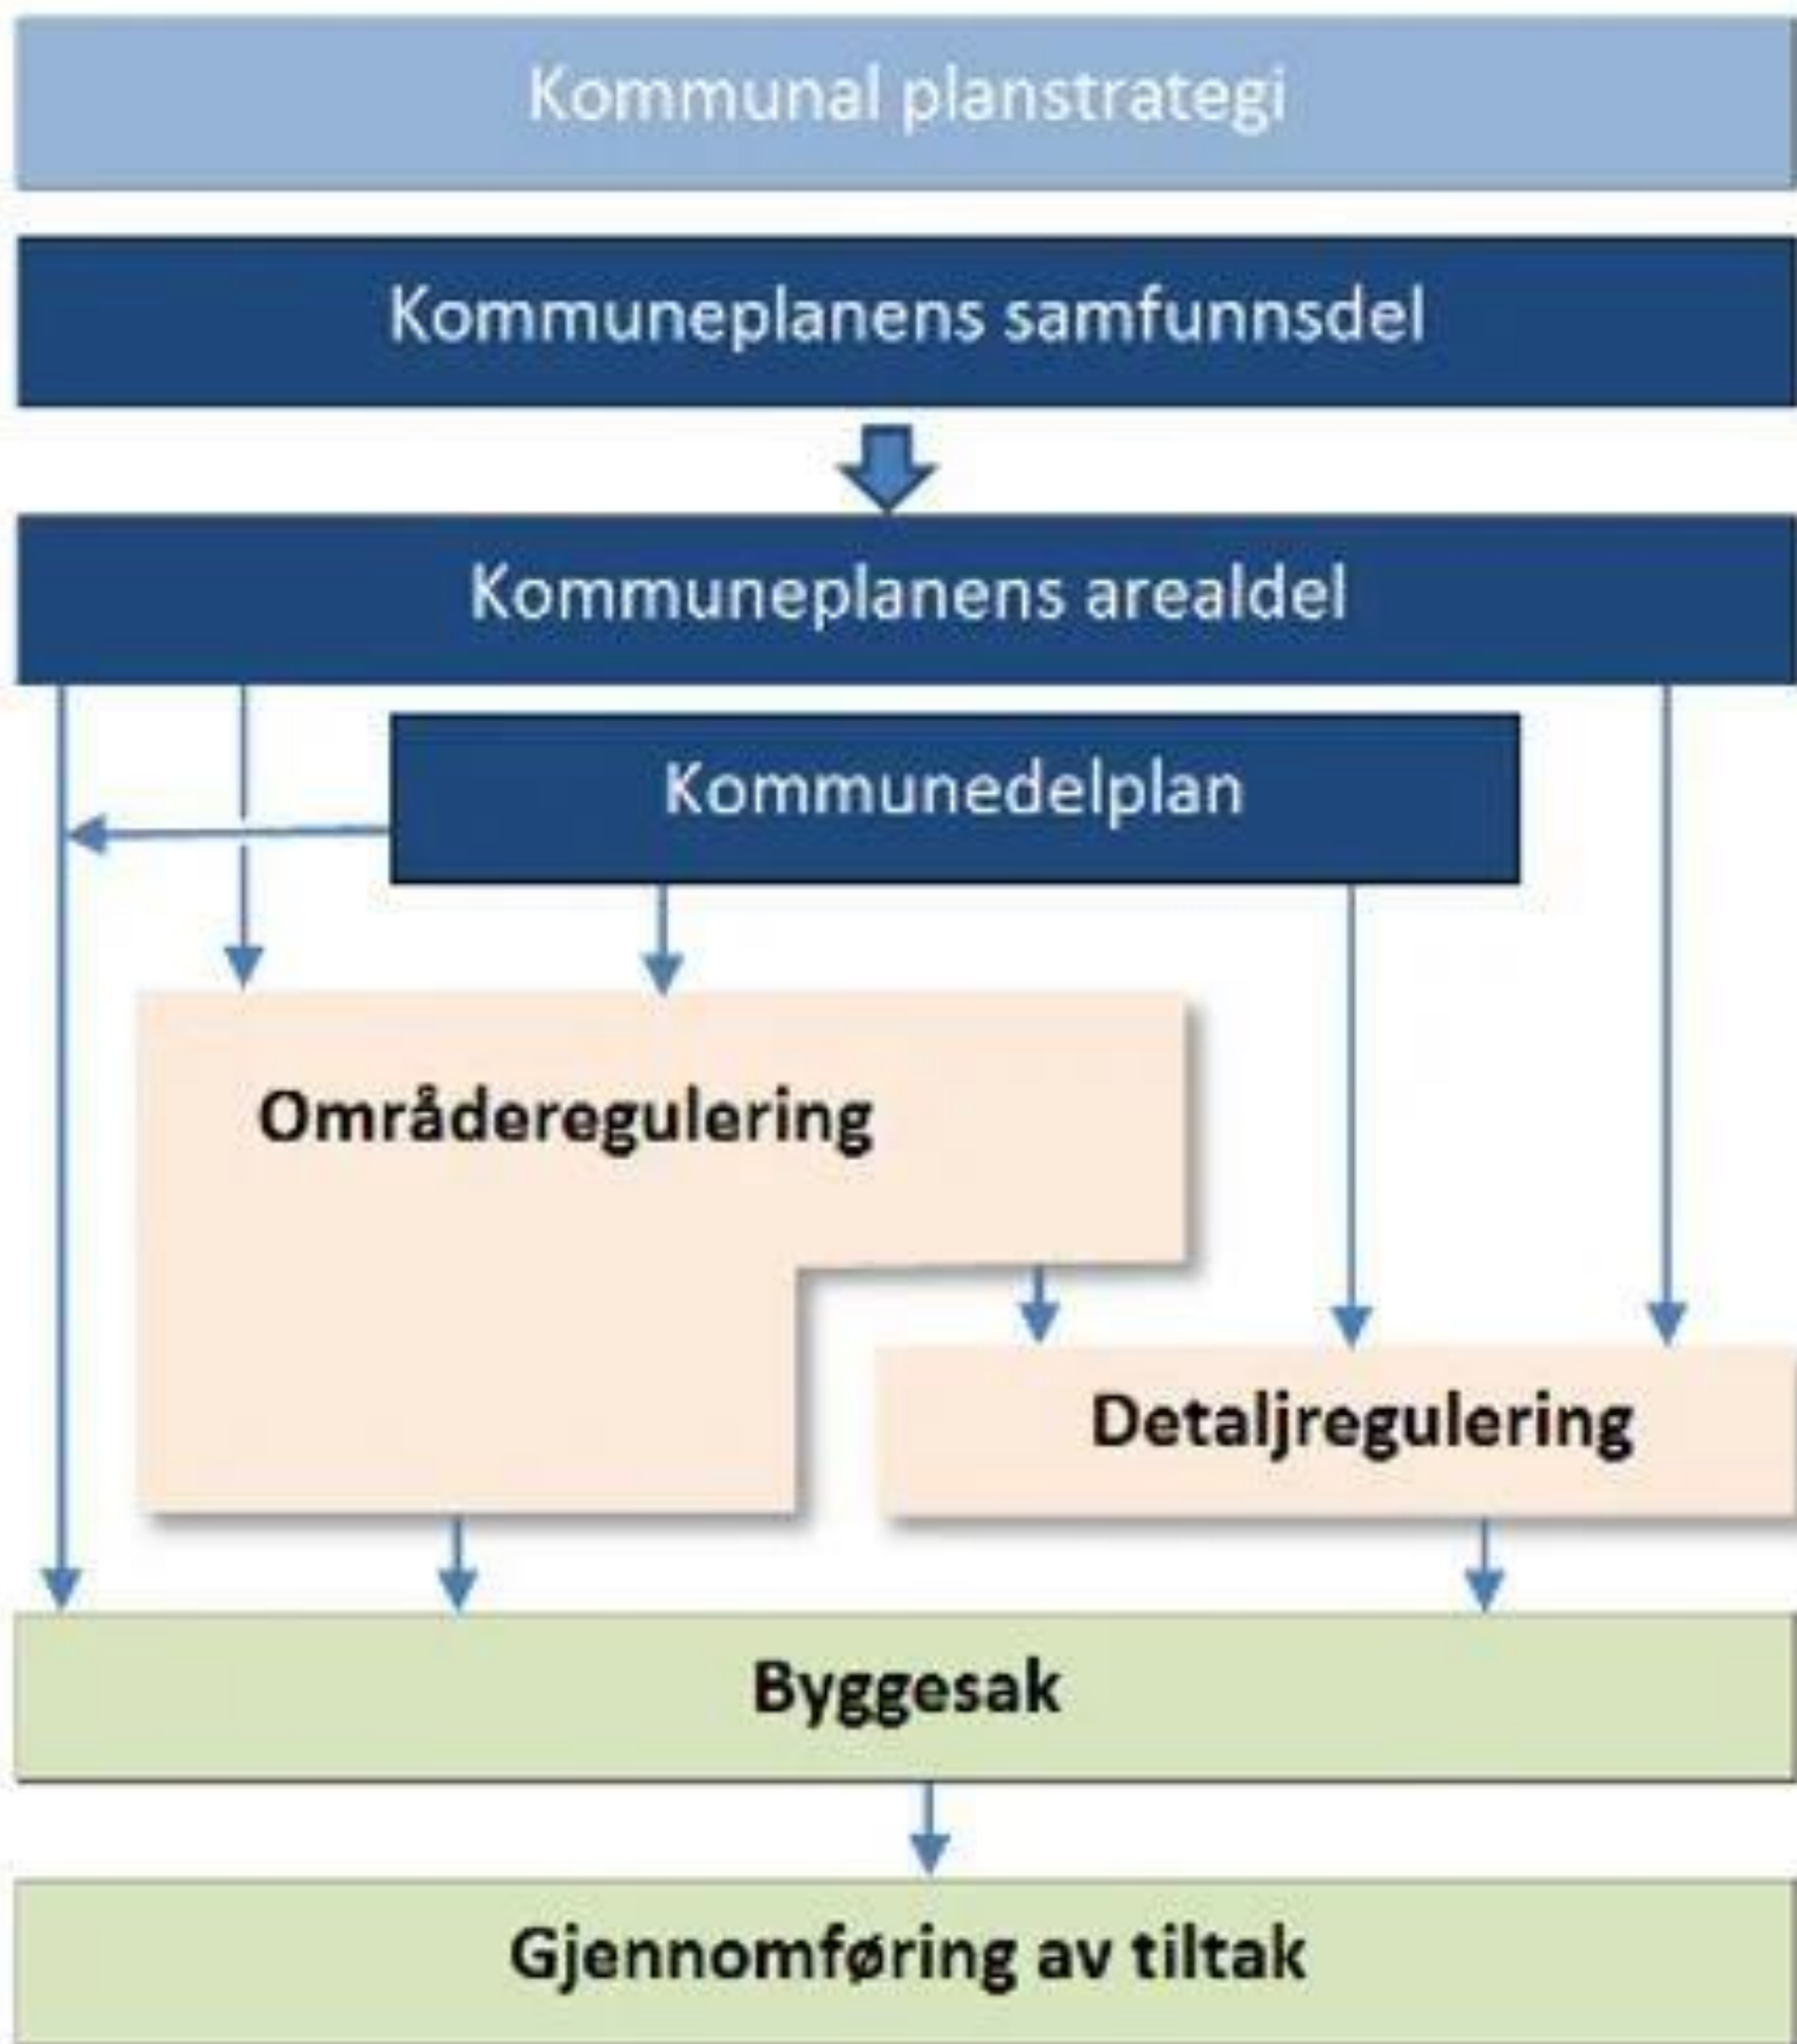 Kommunal planstrategi
Kommuneplanens samfunnsdel
Kommuneplanens arealdel
Kommunedelplan
Områderegulering
Detaljregulering
Byggesak
Gjennomføring av tiltak